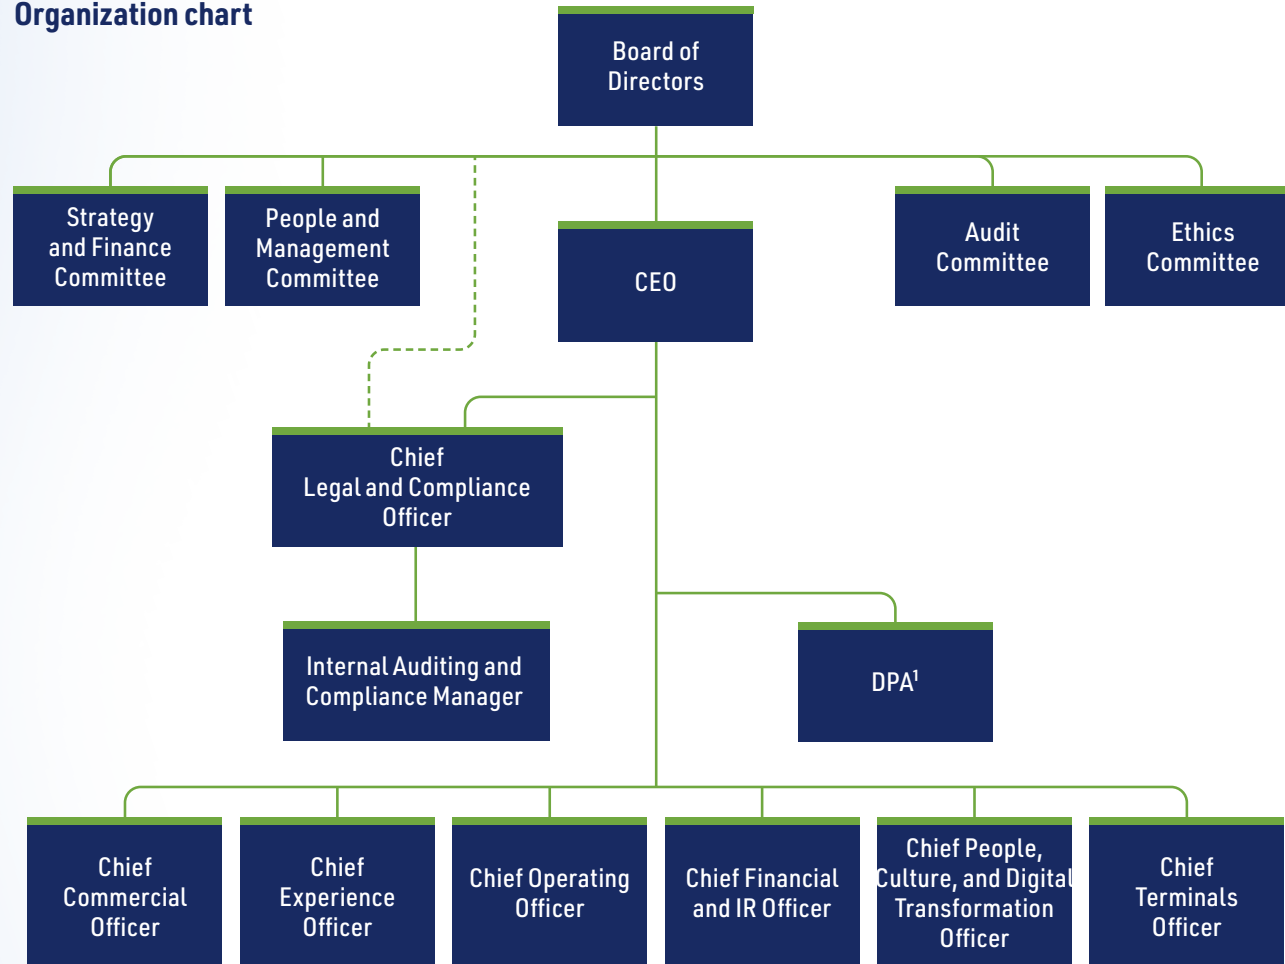 Organization chart
Board of
Directors
Strategy
and Finance
Committee
People and
Management
Committee
CEO
Audit
Committee
Ethics
Committee
Chief
Legal and Compliance
Officer
Internal Auditing and
Compliance Manager
DPA¹
Chief
Commercial
Officer
Chief
Experience
Officer
Chief Operating
Officer
Chief Financial
and IR Officer
Chief People,
Culture, and Digital
Transformation
Officer
Chief
Terminals
Officer